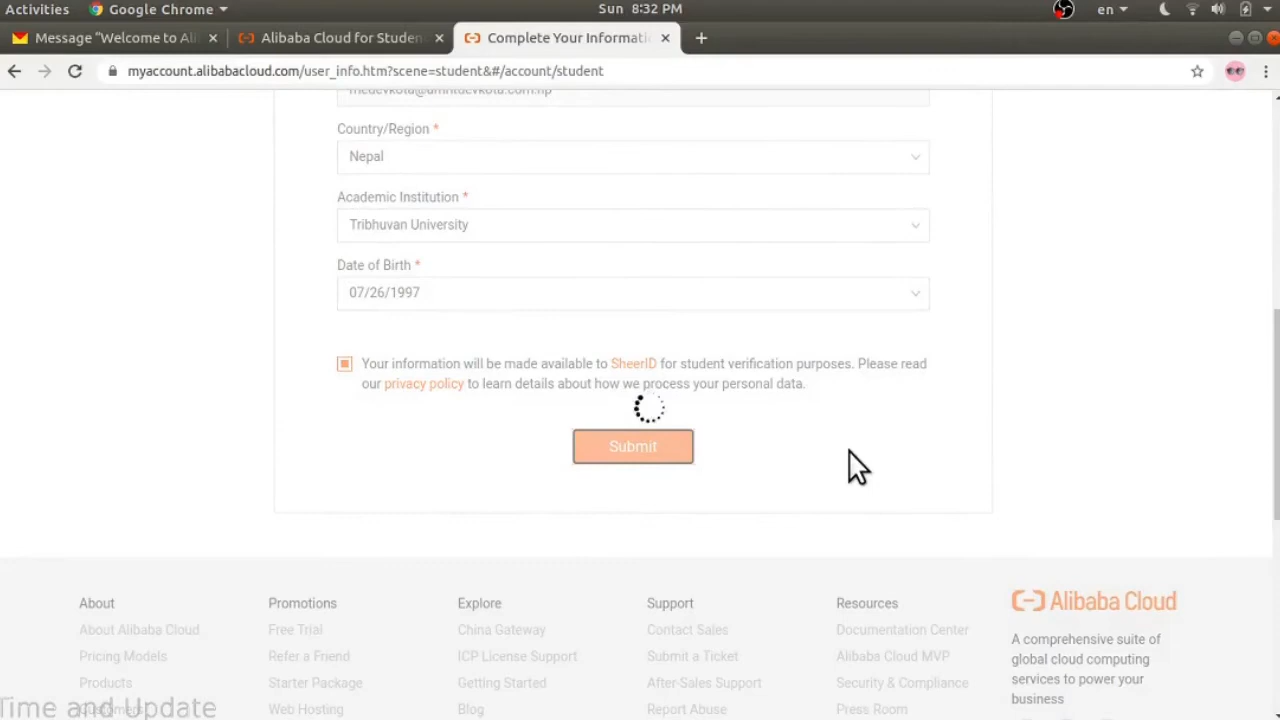 Activities
Google Chrome
Sun 8:32 PM
en
Message "Welcome to Ali
Alibaba Cloud for Studen
Complete Your Informati
myaccount.alibabacloud.com/user_info.htm?scene=student&#/account/student
Country/Region *
Nepal
Academic Institution *
Tribhuvan University
Date of Birth *
07/26/1997
Your information will be made available to SheerID for student verification purposes. Please read
our privacy policy to learn details about how we process your personal data.
Submit
About
Promotions
Explore
Support
Resources
Alibaba Cloud
About Alibaba Cloud
Free Trial
China Gateway
Contact Sales
Documentation Center
A comprehensive suite of
global cloud computing
services to power your
business
Pricing Models
Refer a Friend
ICP License Support
Submit a Ticket
Alibaba Cloud MVP
Products
Starter Package
Getting Started
After-Sales Support
Security & Compliance
Customers
Web Hosting
Blog
Report Abuse
Press Room
Time and Update